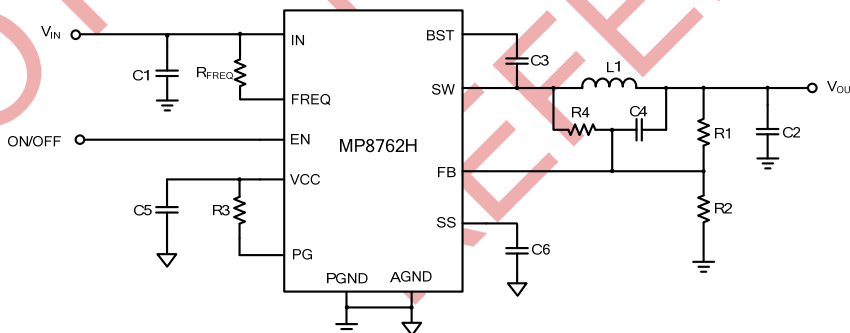 VIN
IN
BST
C1
RFREQ
C3
L1
SW
VOU
FREQ
R4
C4
R1
C2
ON/OFF
EN
MP8762H
VCC
FB
C5
R3
R2
SS
C6
PG
PGND
AGND